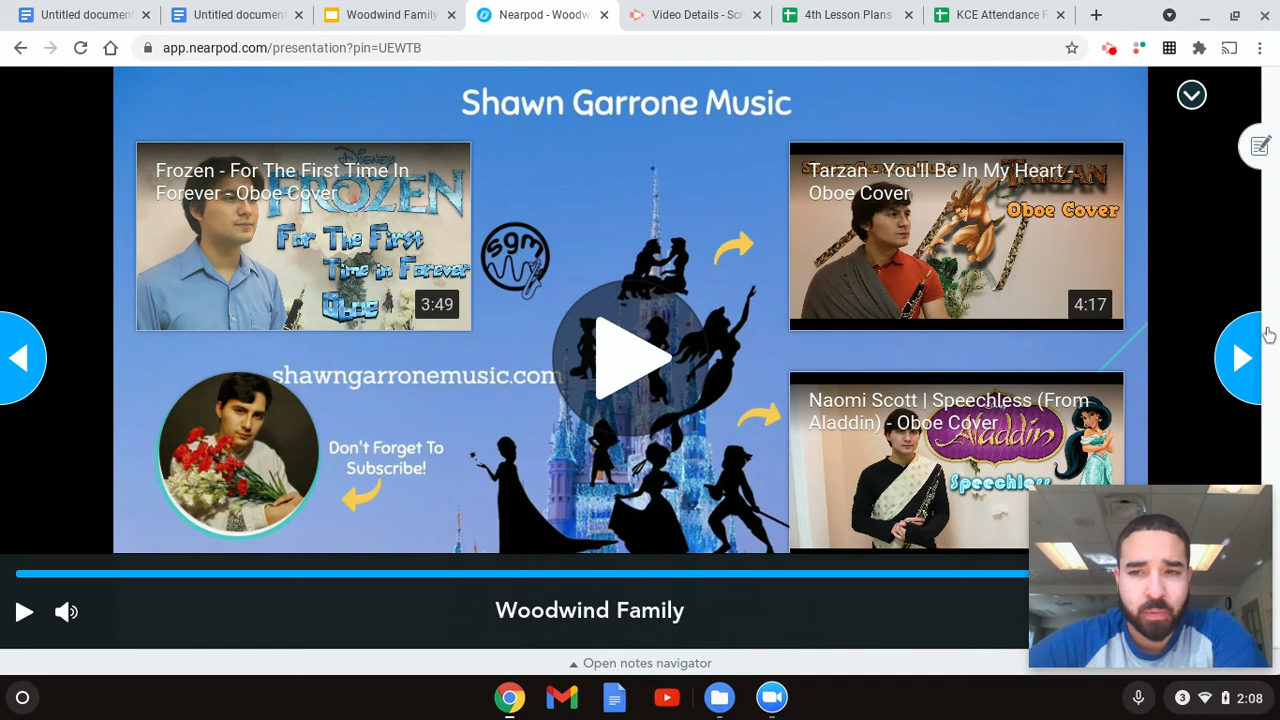 Untitled document
Untitled document
Woodwind Family
Nearpod - Woodw
Video Details - Scr
4th Lesson Plans
KCE Attendance F
app.nearpod.com/presentation?pin=UEWTB
Shawn Garrone Music
Frozen - For The First Time In
Forever - Oboe Cover
DISNEY
FROZEN
For The First
Time in Forever
Oboe
3:49
sgm
Tarzan - You'll Be In My Heart -
Oboe Cover
TARZAN
Oboe Cover
4:17
shawngarronemusic.com
Don't Forget To
Subscribe!
Naomi Scott | Speechless (From
Aladdin) - Oboe Cover
Aladdin
Speechless
Woodwind Family
Open notes navigator
3
2:08